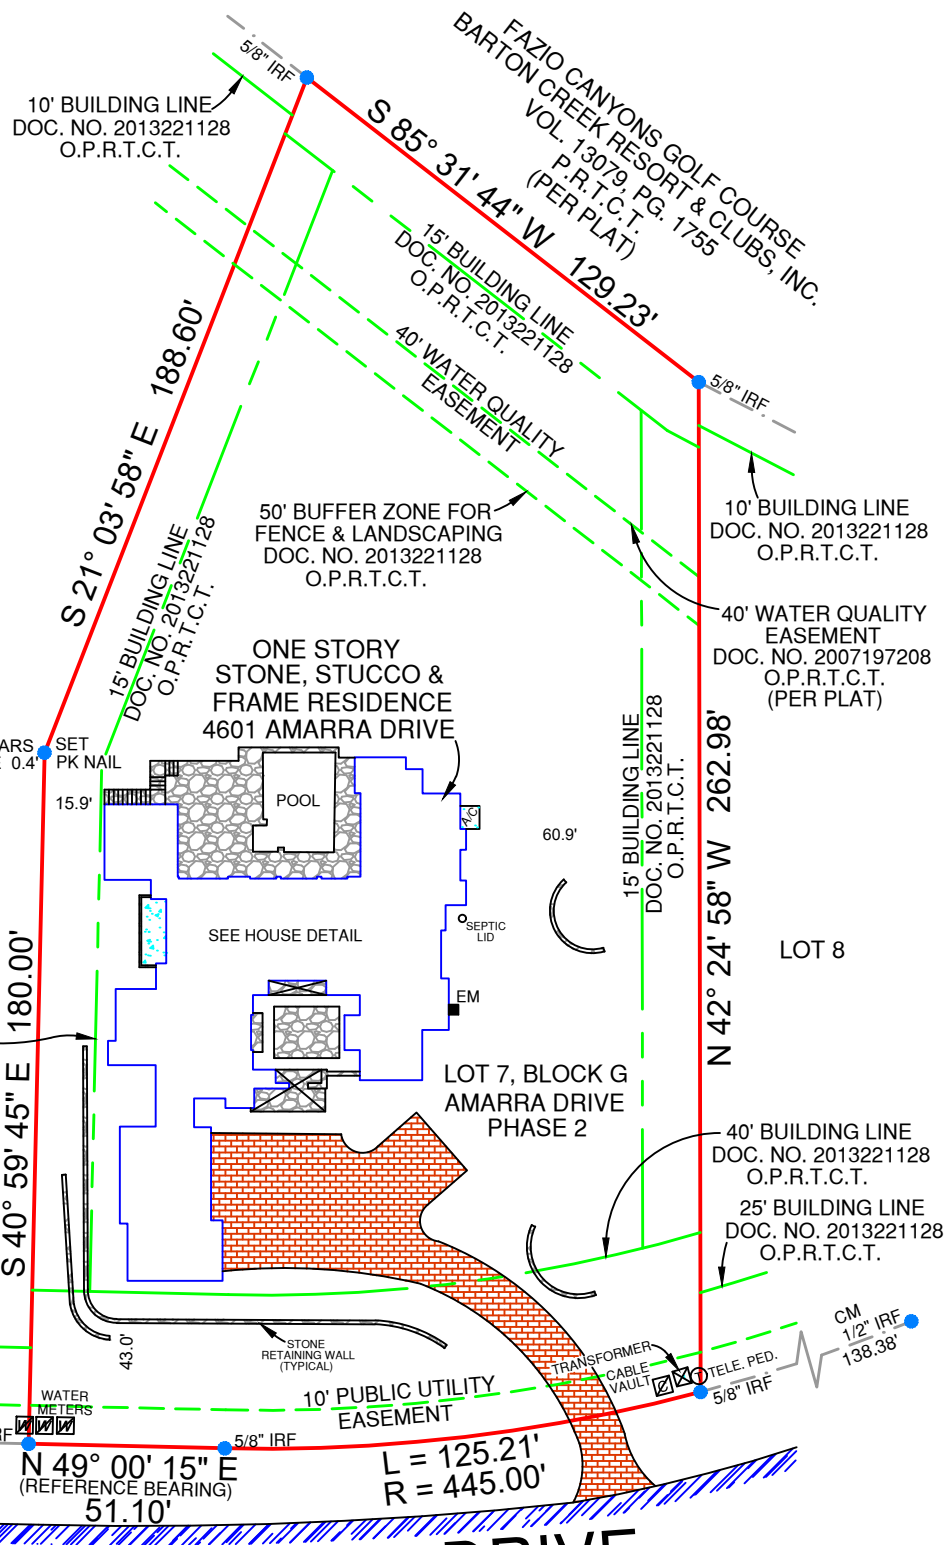 5/8" IRF
FAZIO CANYONS GOLF COURSE
BARTON CREEK RESORT & CLUBS, INC.
VOL. 13079, PG. 1755
P.R.T.C.T.
(PER PLAT)
10' BUILDING LINE
DOC. NO. 2013221128
O.P.R.T.C.T.
S 85° 31' 44" W 129.23'
15' BUILDING LINE
DOC. NO. 2013221128
O.P.R.T.C.T.
40' WATER QUALITY
EASEMENT
5/8" IRF
S 21° 03' 58" E 188.60'
50' BUFFER ZONE FOR
FENCE & LANDSCAPING
DOC. NO. 2013221128
O.P.R.T.C.T.
10' BUILDING LINE
DOC. NO. 2013221128
O.P.R.T.C.T.
15' BUILDING LINE
DOC. NO. 2013221128
O.P.R.T.C.T.
40' WATER QUALITY
EASEMENT
DOC. NO. 2007197208
O.P.R.T.C.T.
(PER PLAT)
ONE STORY
STONE, STUCCO &
FRAME RESIDENCE
4601 AMARRA DRIVE
ARS
0.4'
SET
PK NAIL
15.9'
POOL
A/C
60.9'
15' BUILDING LINE
DOC. NO. 2013221128
O.P.R.T.C.T.
N 42° 24' 58" W 262.98'
SEE HOUSE DETAIL
SEPTIC
LID
LOT 8
EM
S 40° 59' 45" E 180.00'
LOT 7, BLOCK G
AMARRA DRIVE
PHASE 2
40' BUILDING LINE
DOC. NO. 2013221128
O.P.R.T.C.T.
25' BUILDING LINE
DOC. NO. 2013221128
O.P.R.T.C.T.
43.0'
STONE
RETAINING WALL
(TYPICAL)
TRANSFORMER
CABLE
VAULT
C
T
TELE. PED.
CM
1/2" IRF
138.38'
5/8" IRF
10' PUBLIC UTILITY
EASEMENT
WATER
METERS
W W W
RF
5/8" IRF
N 49° 00' 15" E
(REFERENCE BEARING)
51.10'
L = 125.21'
R = 445.00'
DRIVE